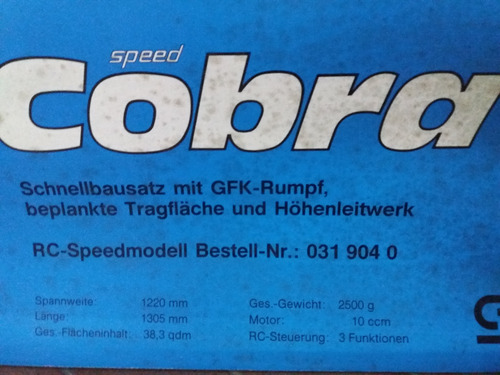 speed
Cobra
Schnellbausatz mit GFK-Rumpf,
beplankte Tragfläche und Höhenleitwerk
RC-Speedmodell Bestell-Nr.: 031 904 0
Spannweite: 1220 mm
Länge: 1305 mm
Ges.-Flächeninhalt: 38,3 qdm
Ges.-Gewicht: 2500 g
Motor: 10 ccm
RC-Steuerung: 3 Funktionen